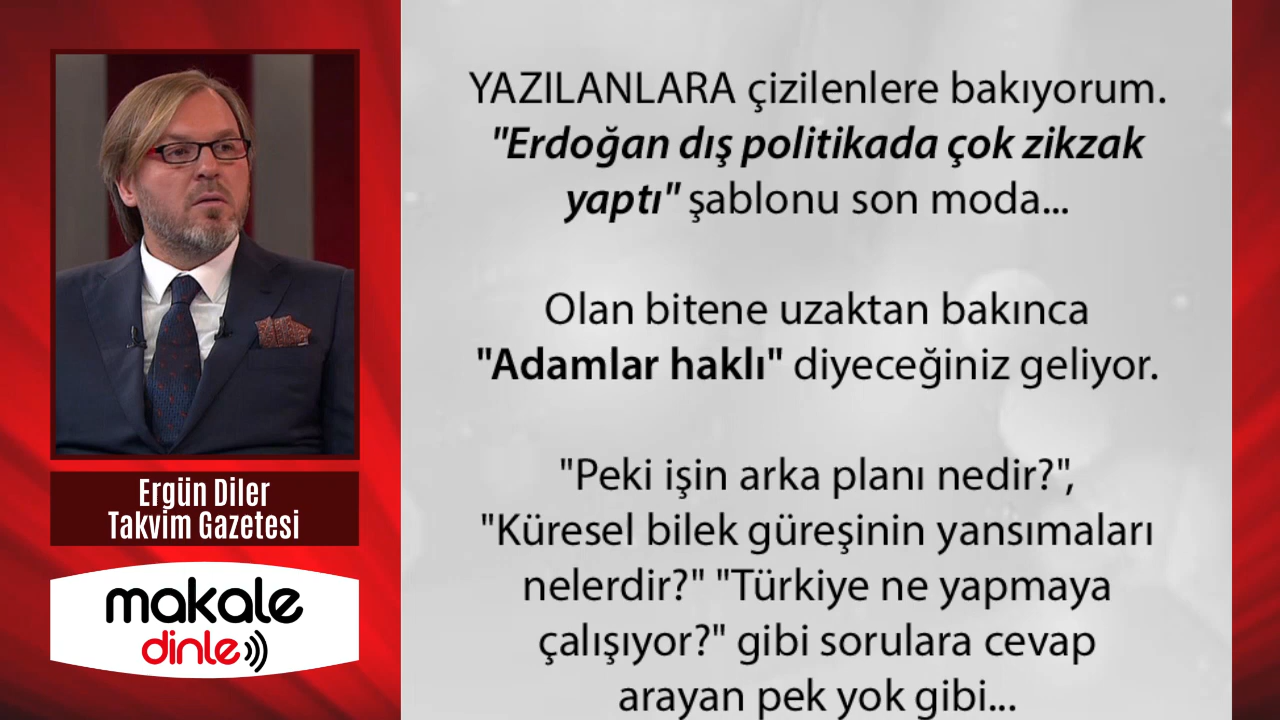 YAZILANLARA çizilenlere bakıyorum.
"Erdoğan dış politikada çok zikzak
yaptı" şablonu son moda...
Olan bitene uzaktan bakınca
"Adamlar haklı" diyeceğiniz geliyor.
"Peki işin arka planı nedir?",
"Küresel bilek güreşinin yansımaları
nelerdir?" "Türkiye ne yapmaya
çalışıyor?" gibi sorulara cevap
arayan pek yok gibi...
Ergün Diler
Takvim Gazetesi
makale
dinle